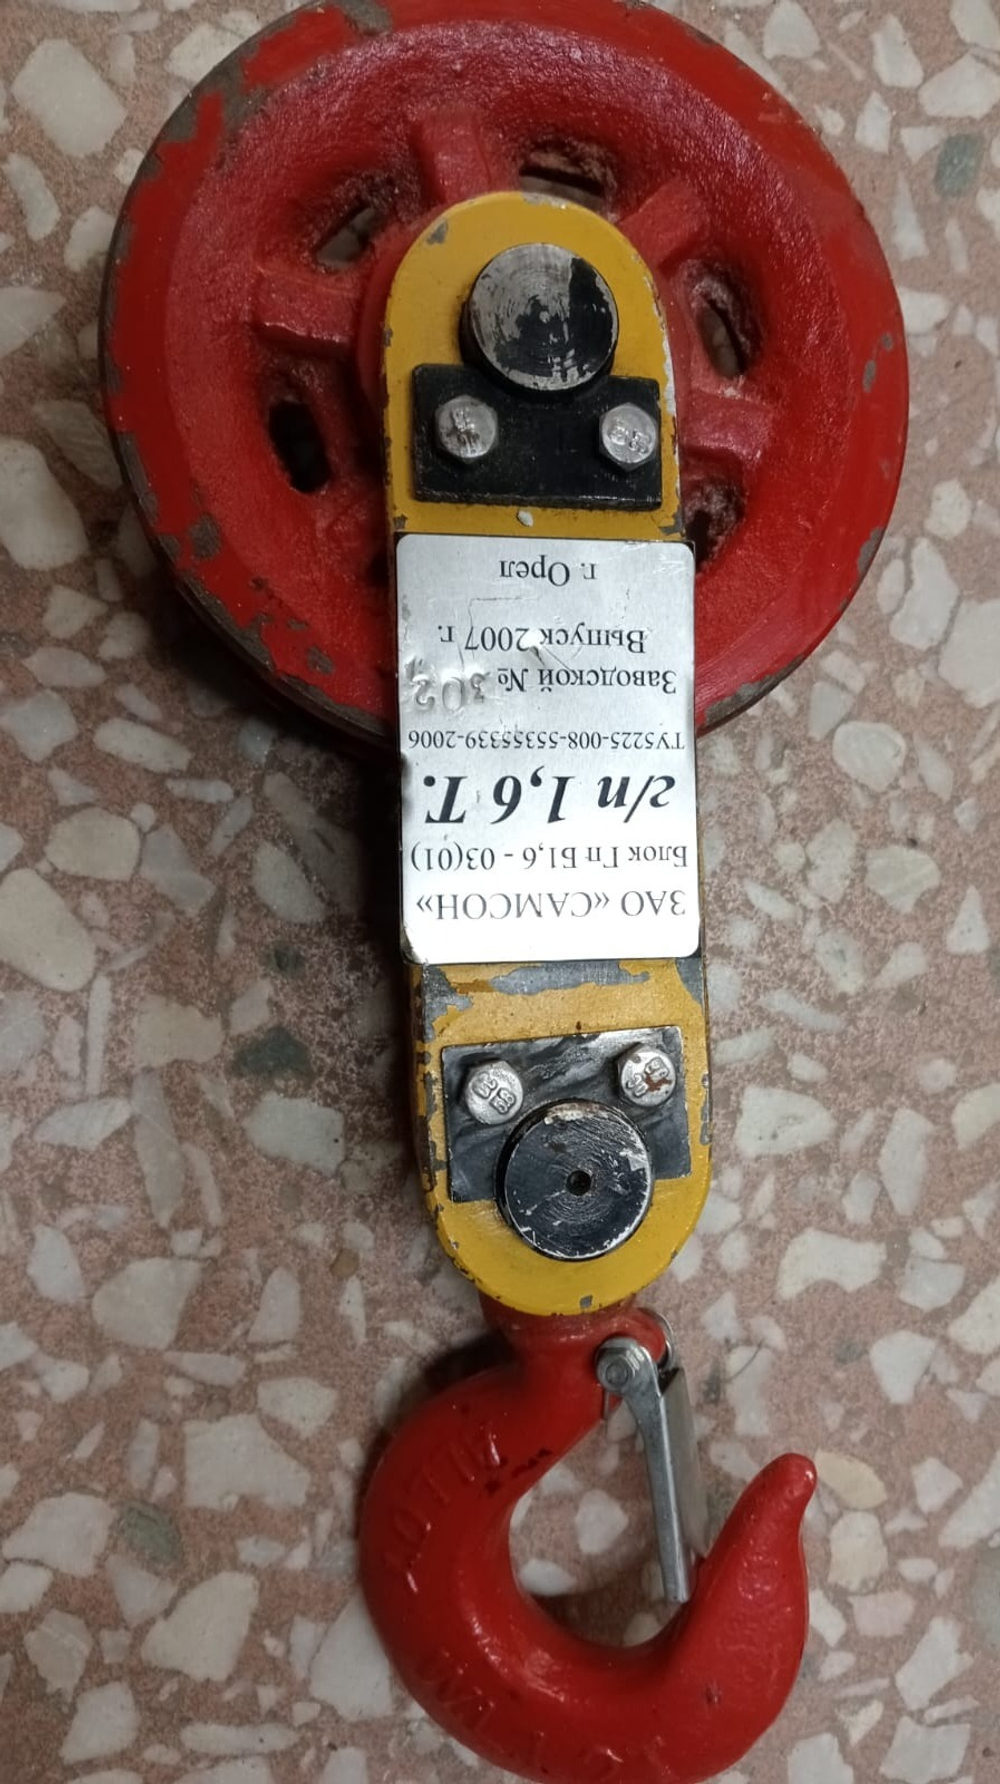 ЗАО «САМСОН»
Блок Гп Б1,6 - 03(01)
г/п 1,6 Т.
ТУ5225-008-55355339-2006
Заводской № 302
Выпуск 2007 г.
г. Орел